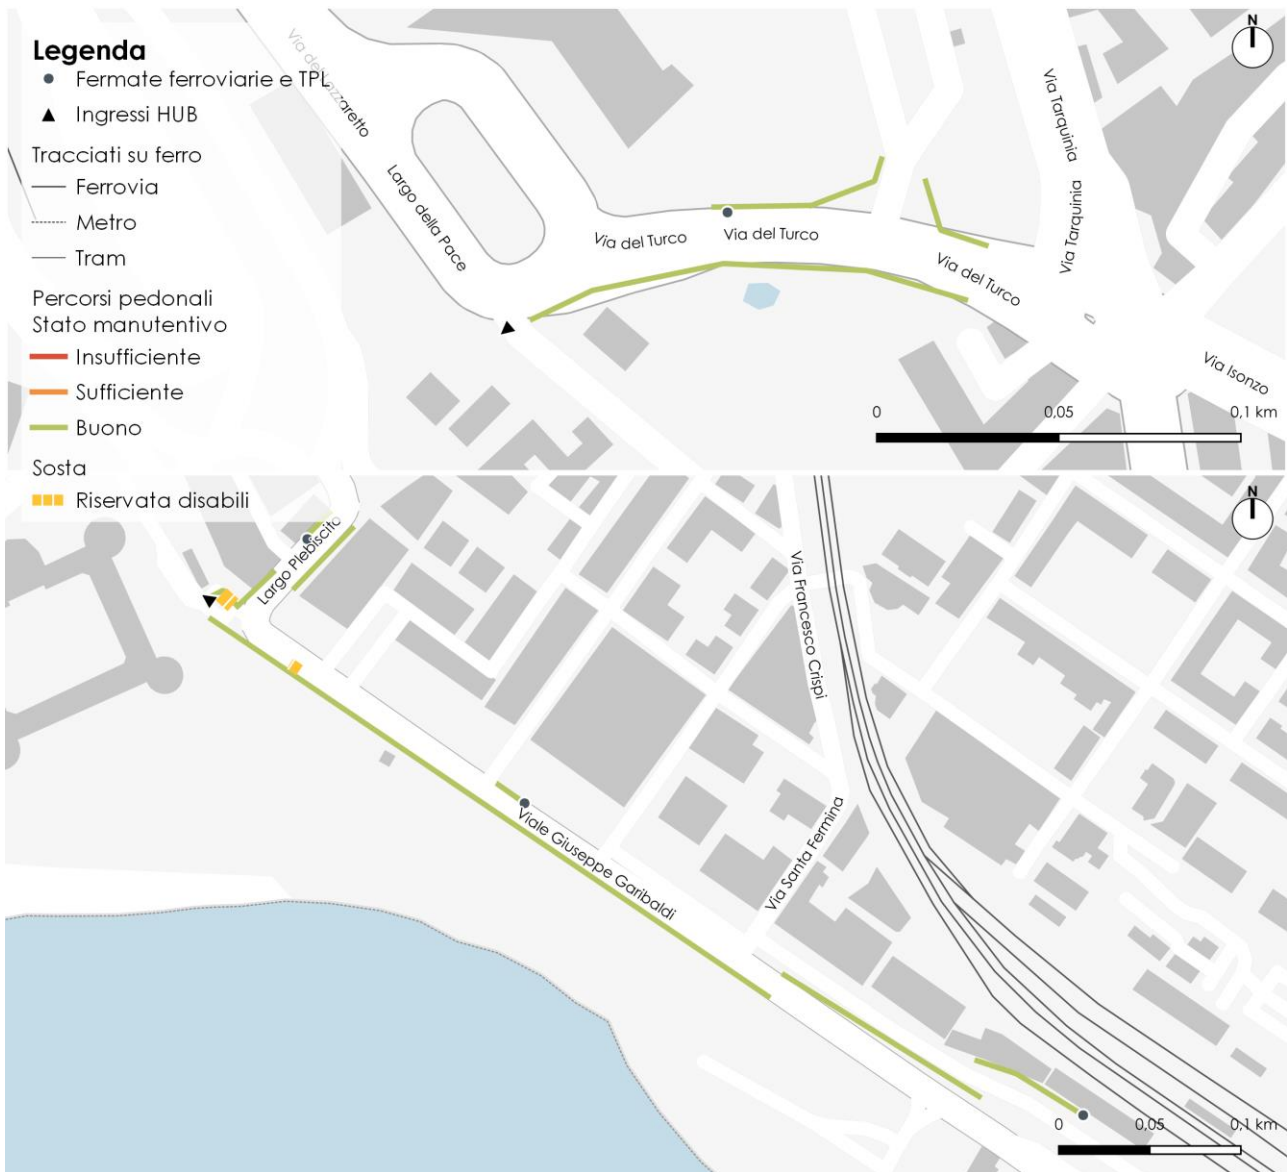 Legenda
Fermate ferroviarie e TPL
Ingressi HUB
Tracciati su ferro
Ferrovia
Metro
Tram
Percorsi pedonali
Stato manutentivo
Insufficiente
Sufficiente
Buono
Sosta
Riservata disabili
Via del Lazzaretto
Largo della Pace
Via del Turco
Via del Turco
Via del Turco
Via Tarquinia
Via Tarquinia
Via Isonzo
N
0
0,05
0,1 km
Largo Plebiscito
Viale Giuseppe Garibaldi
Via Francesco Crispi
Via Santa Fermina
N
0
0,05
0,1 km